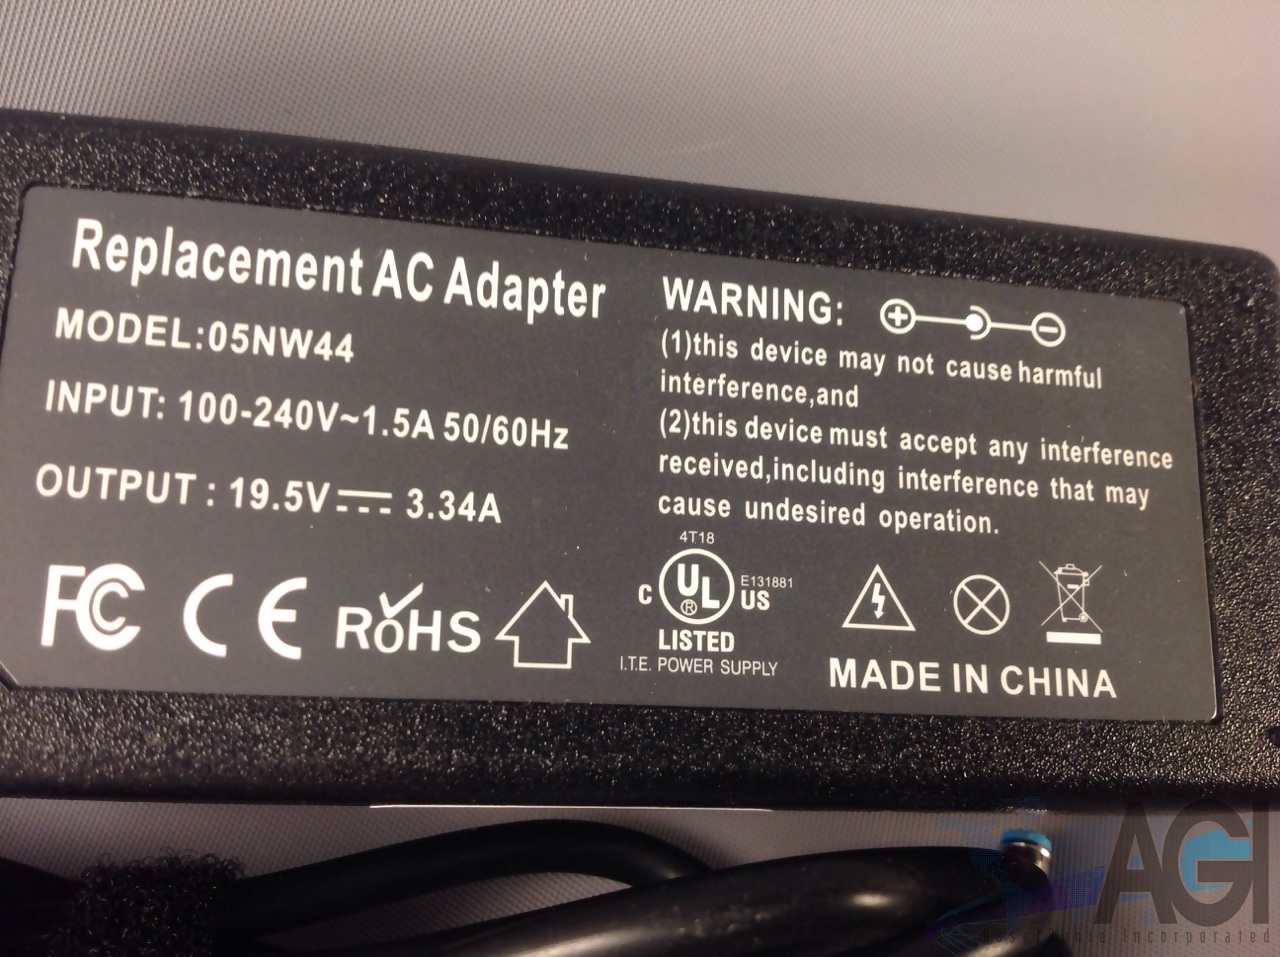 Replacement AC Adapter
MODEL:05NW44
INPUT: 100-240V~1.5A 50/60Hz
OUTPUT : 19.5V 3.34A
FC CE RoHS
WARNING:
(1)this device may not cause harmful
interference,and
(2)this device must accept any interference
received,including interference that may
cause undesired operation.
4T18
C UL ® US E131881
LISTED
I.T.E. POWER SUPPLY
MADE IN CHINA
AGI
Incorporated